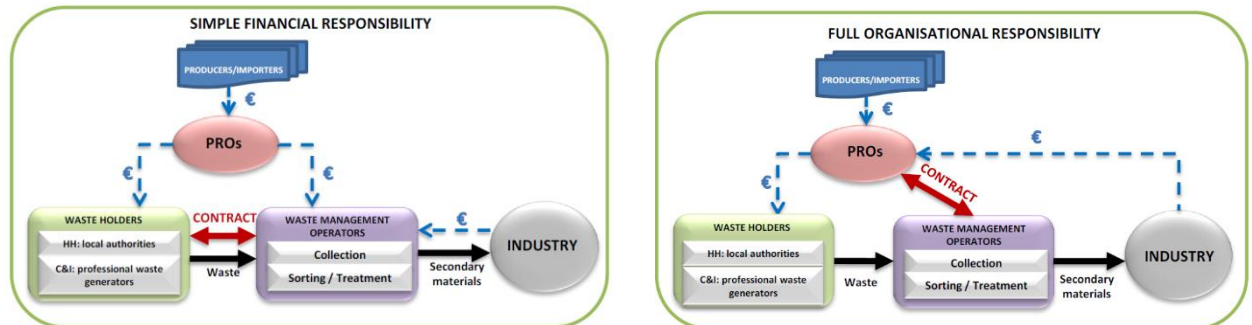 SIMPLE FINANCIAL RESPONSIBILITY
PRODUCERS/IMPORTERS
€
PROs
€
€
WASTE HOLDERS
HH: local authorities
C&I: professional waste
generators
CONTRACT
Waste
WASTE MANAGEMENT
OPERATORS
Collection
Sorting / Treatment
€
Secondary
materials
INDUSTRY
FULL ORGANISATIONAL RESPONSIBILITY
PRODUCERS/IMPORTERS
€
PROs
€
€
CONTRACT
WASTE HOLDERS
HH: local authorities
C&I: professional waste
generators
Waste
WASTE MANAGEMENT
OPERATORS
Collection
Sorting / Treatment
Secondary
materials
INDUSTRY